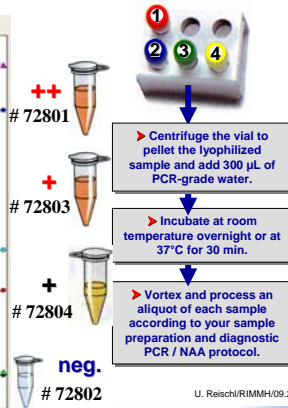 ++
# 72801
+
# 72803
+
# 72804
neg.
# 72802
1
2
3
4
➤ Centrifuge the vial to
pellet the lyophilized
sample and add 300 µL of
PCR-grade water.
➤ Incubate at room
temperature overnight or at
37°C for 30 min.
➤ Vortex and process an
aliquot of each sample
according to your sample
preparation and diagnostic
PCR / NAA protocol.
U. Reischl/RIMMH/09.